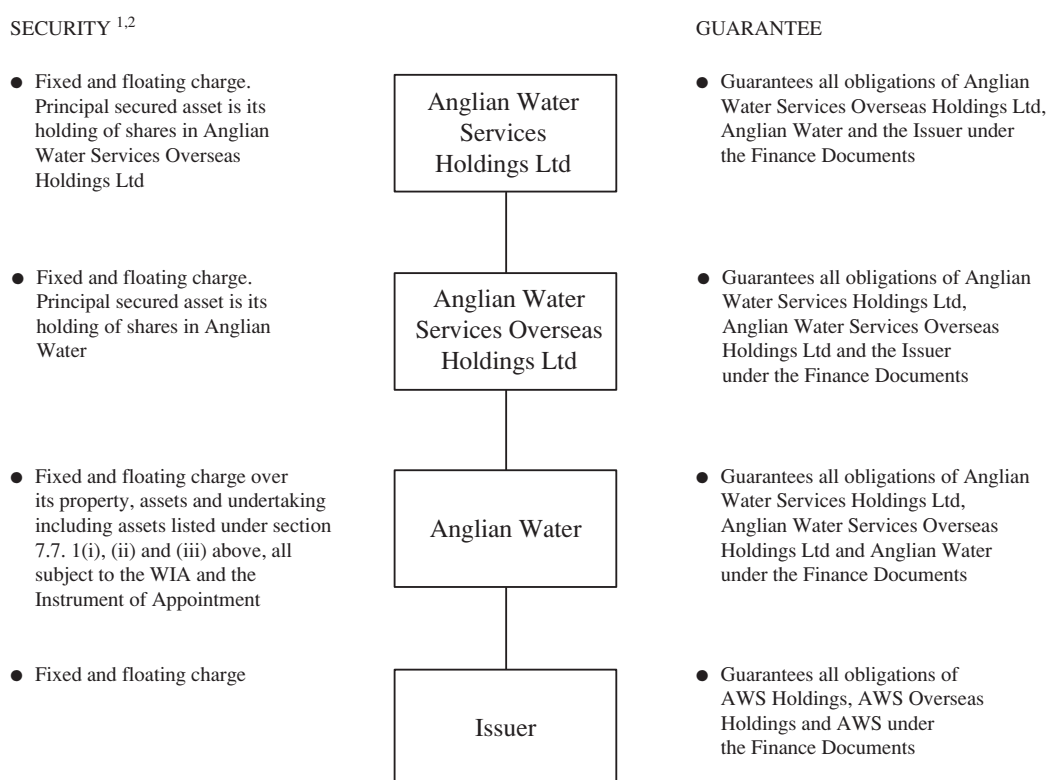 SECURITY 1,2
GUARANTEE
● Fixed and floating charge.
Principal secured asset is its
holding of shares in Anglian
Water Services Overseas
Holdings Ltd
Anglian Water
Services
Holdings Ltd
● Guarantees all obligations of Anglian
Water Services Overseas Holdings Ltd,
Anglian Water and the Issuer under
the Finance Documents
● Fixed and floating charge.
Principal secured asset is its
holding of shares in Anglian
Water
Anglian Water
Services Overseas
Holdings Ltd
● Guarantees all obligations of Anglian
Water Services Holdings Ltd,
Anglian Water Services Overseas
Holdings Ltd and the Issuer
under the Finance Documents
● Fixed and floating charge over
its property, assets and undertaking
including assets listed under section
7.7. 1(i), (ii) and (iii) above, all
subject to the WIA and the
Instrument of Appointment
Anglian Water
● Guarantees all obligations of Anglian
Water Services Holdings Ltd,
Anglian Water Services Overseas
Holdings Ltd and Anglian Water
under the Finance Documents
● Fixed and floating charge
Issuer
● Guarantees all obligations of
AWS Holdings, AWS Overseas
Holdings and AWS under
the Finance Documents